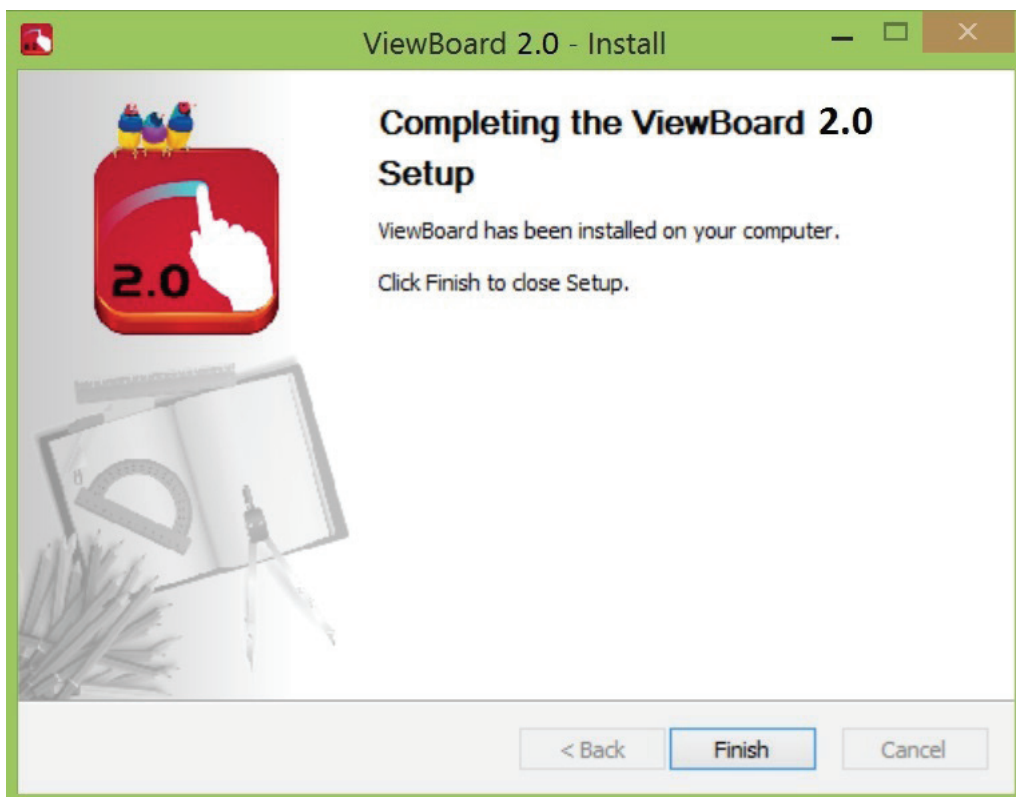 ViewBoard 2.0 - Install
Completing the ViewBoard 2.0
Setup
ViewBoard has been installed on your computer.
Click Finish to close Setup.
2.0
< Back
Finish
Cancel